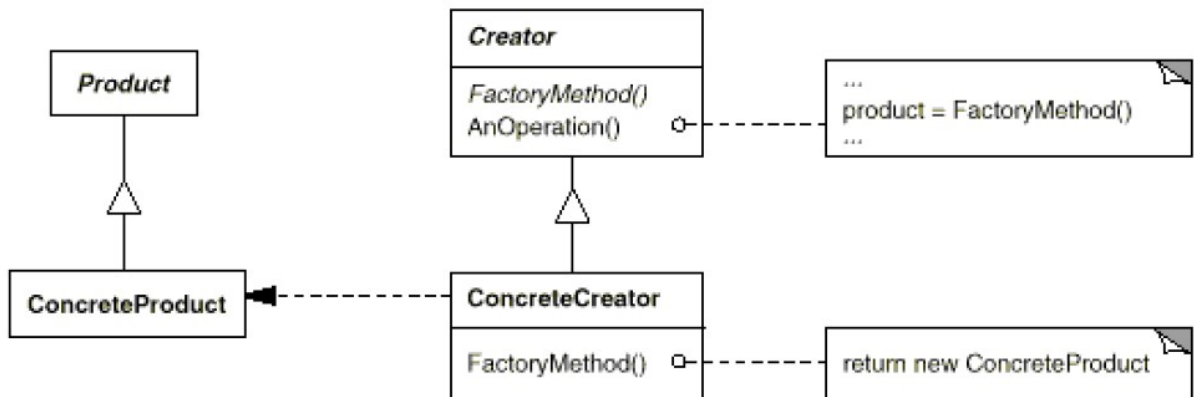 Product
ConcreteProduct
Creator
FactoryMethod()
AnOperation()
...
product = FactoryMethod()
...
ConcreteCreator
FactoryMethod()
return new ConcreteProduct